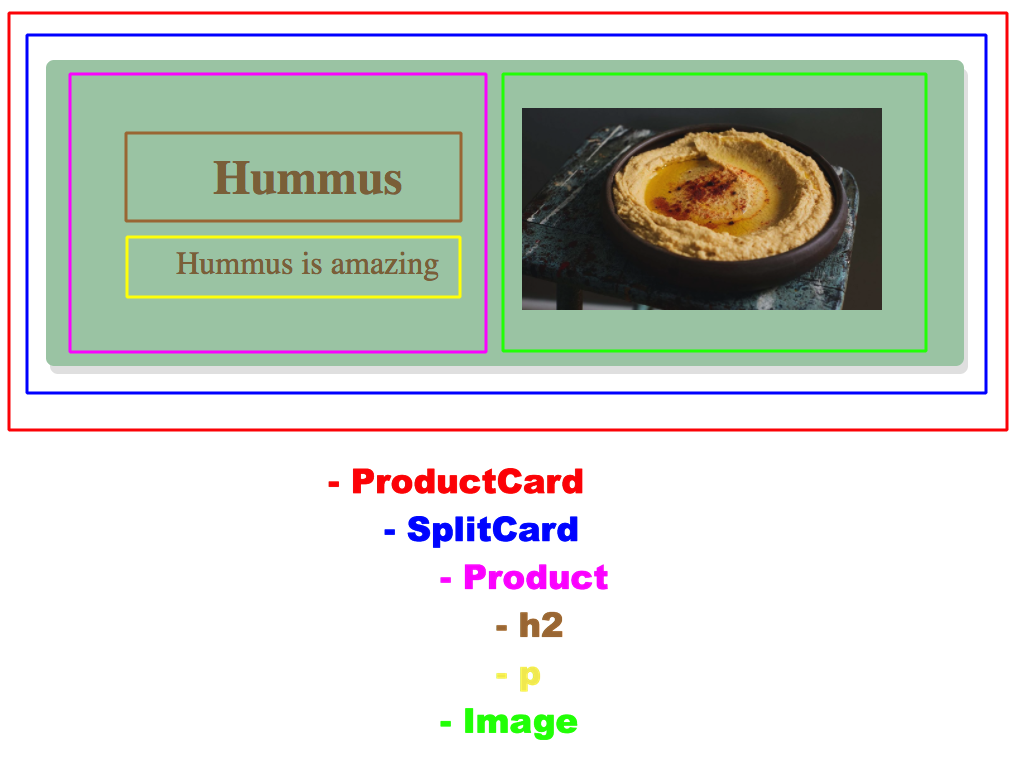 Hummus
Hummus is amazing
- ProductCard
- SplitCard
- Product
- h2
- p
- Image